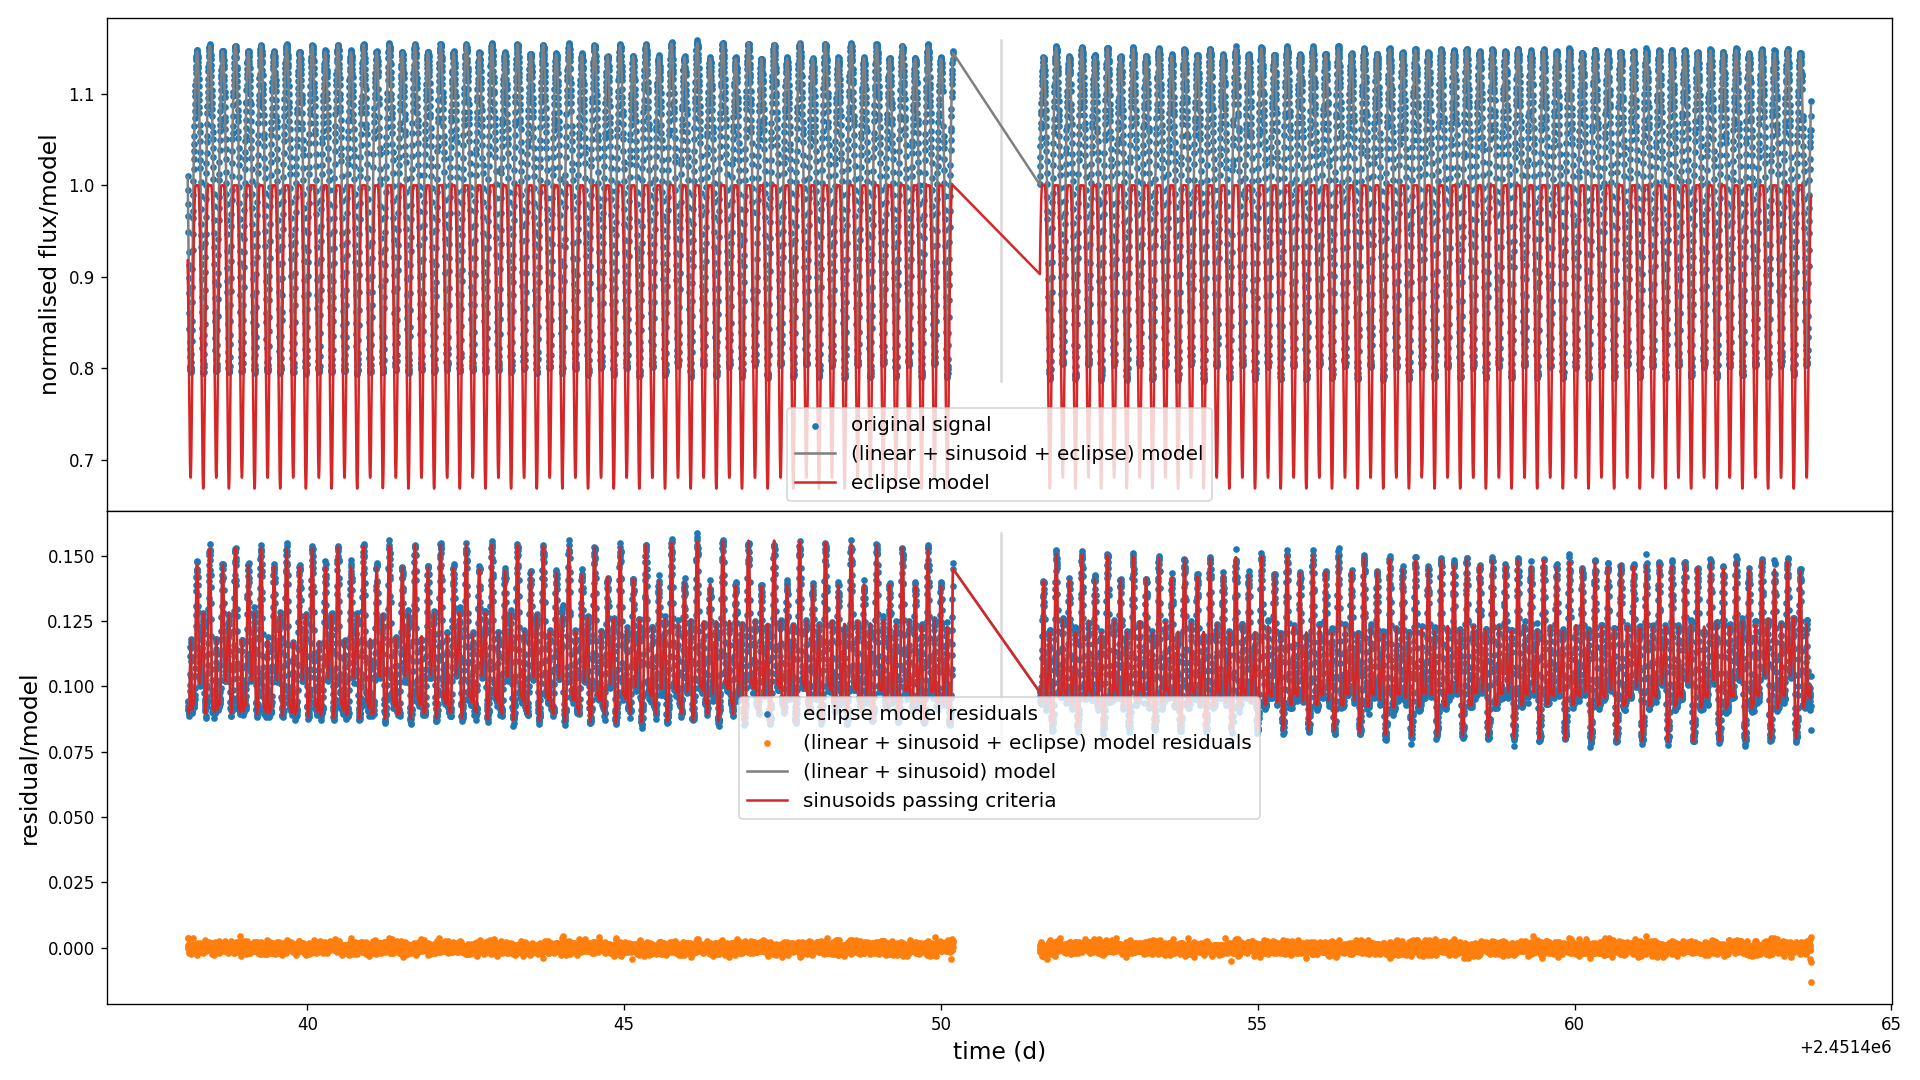 normalised flux/model
1.1
1.0
0.9
0.8
0.7
original signal
(linear + sinusoid + eclipse) model
eclipse model
residual/model
0.150
0.125
0.100
0.075
0.050
0.025
0.000
eclipse model residuals
(linear + sinusoid + eclipse) model residuals
(linear + sinusoid) model
sinusoids passing criteria
40 45 50 55 60 65
time (d)
+2.4514e6